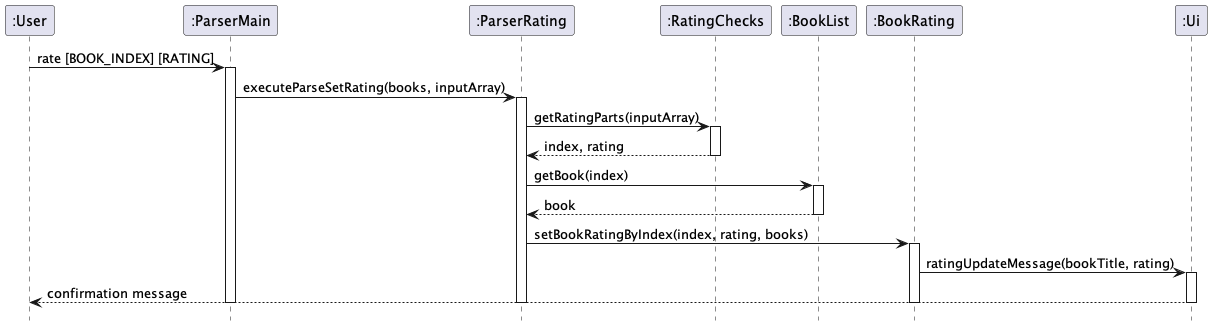 :User
:ParserMain
:ParserRating
:RatingChecks
:BookList
:BookRating
:Ui
rate [BOOK_INDEX] [RATING]
executeParseSetRating(books, inputArray)
getRatingParts(inputArray)
index, rating
getBook(index)
book
setBookRatingByIndex(index, rating, books)
ratingUpdateMessage(bookTitle, rating)
confirmation message